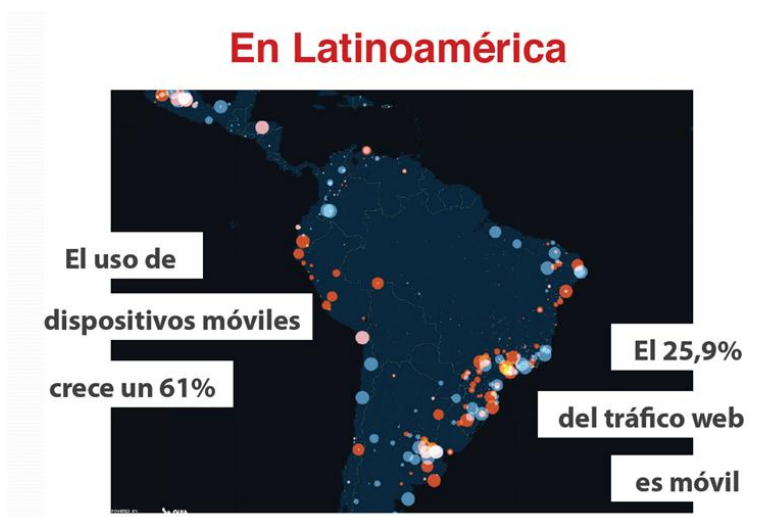 En Latinoamérica
El uso de
dispositivos móviles
crece un 61%
El 25,9%
del tráfico web
es móvil